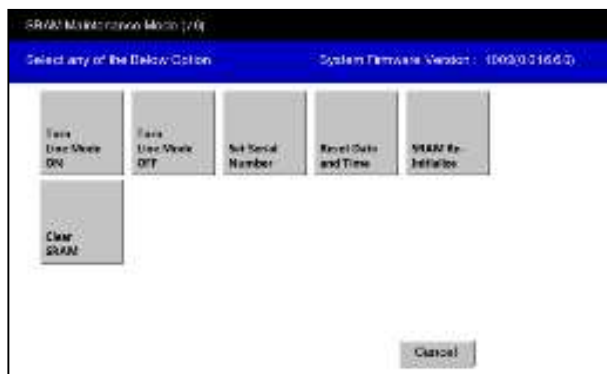 SRAM Maintenance Mode
Select any of the Below Option
System Firmware Version :
Turn
Line Mode
ON
Turn
Line Mode
OFF
Set Serial
Number
Reset Date
and Time
SRAM Re-
Initialize
Clear
SRAM
Cancel